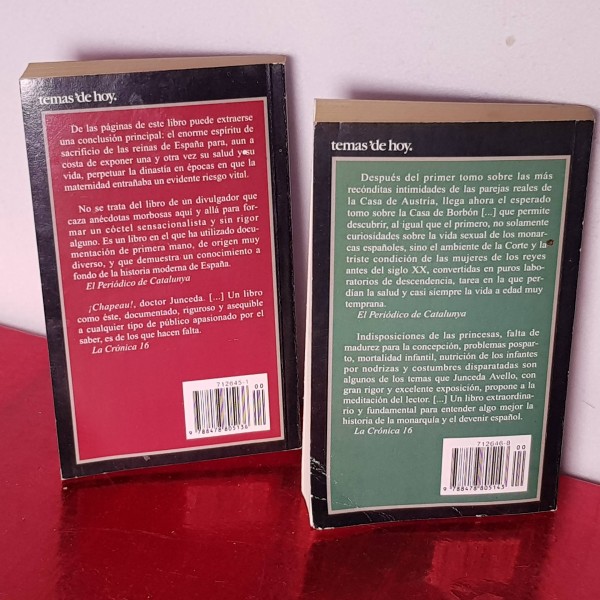 temas'de hoy.
De las páginas de este libro puede extraerse
una conclusión principal: el enorme espíritu de
sacrificio de las reinas de España para, aun a
costa de exponer una y otra vez su salud y su
vida, perpetuar la dinastía en épocas en que la
maternidad entrañaba un evidente riesgo vital.
No se trata del libro de un divulgador que
caza anécdotas morbosas aquí y allá para for-
mar un cóctel sensacionalista y sin rigor
alguno. Es un libro en el que ha utilizado docu-
mentación de primera mano, de origen muy
diverso, y que demuestra un conocimiento a
fondo de la historia moderna de España.
El Periódico de Catalunya
¡Chapeau!, doctor Junceda. [...] Un libro
como éste, documentado, riguroso y asequible
a cualquier tipo de público apasionado por el
saber, es de los que hacen falta.
La Crónica 16
712645-1
00
9 788478 805136
temas'de hoy.
Después del primer tomo sobre las más
recónditas intimidades de las parejas reales de
la Casa de Austria, llega ahora el esperado
tomo sobre la Casa de Borbón [...] que permite
descubrir, al igual que el primero, no solamente
curiosidades sobre la vida sexual de los monar-
cas españoles, sino el ambiente de la Corte y la
triste condición de las mujeres de los reyes
antes del siglo XX, convertidas en puros labo-
ratorios de descendencia, tarea en la que per-
dían la salud y casi siempre la vida a edad muy
temprana.
El Periódico de Catalunya
Indisposiciones de las princesas, falta de
madurez para la concepción, problemas pospar-
to, mortalidad infantil, nutrición de los infantes
por nodrizas y costumbres disparatadas son
algunos de los temas que Junceda Avello, con
gran rigor y excelente exposición, propone a la
meditación del lector. [...] Un libro extraordina-
rio y fundamental para entender algo mejor la
historia de la monarquía y el devenir español.
La Crónica 16
712646-8
00
9 788478 805143